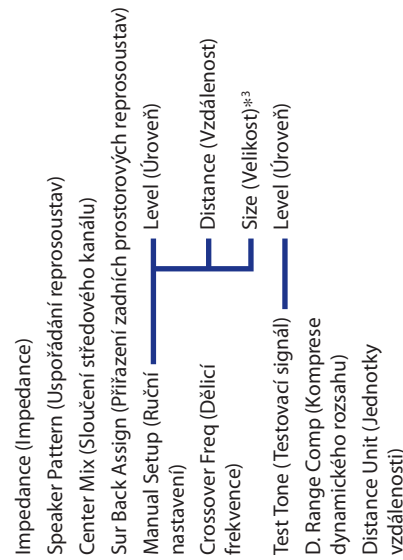 Impedance (Impedance)
Speaker Pattern (Uspořádání reprosoustav)
Center Mix (Sloučení středového kanálu)
Sur Back Assign (Přiřazení zadních prostorových reprosoustav)
Manual Setup (Ruční
nastavení)
Level (Úroveň)
Distance (Vzdálenost)
Size (Velikost)*3
Crossover Freq (Dělicí
frekvence)
Test Tone (Testovací signál)
Level (Úroveň)
D. Range Comp (Komprese
dynamického rozsahu)
Distance Unit (Jednotky
vzdálenosti)